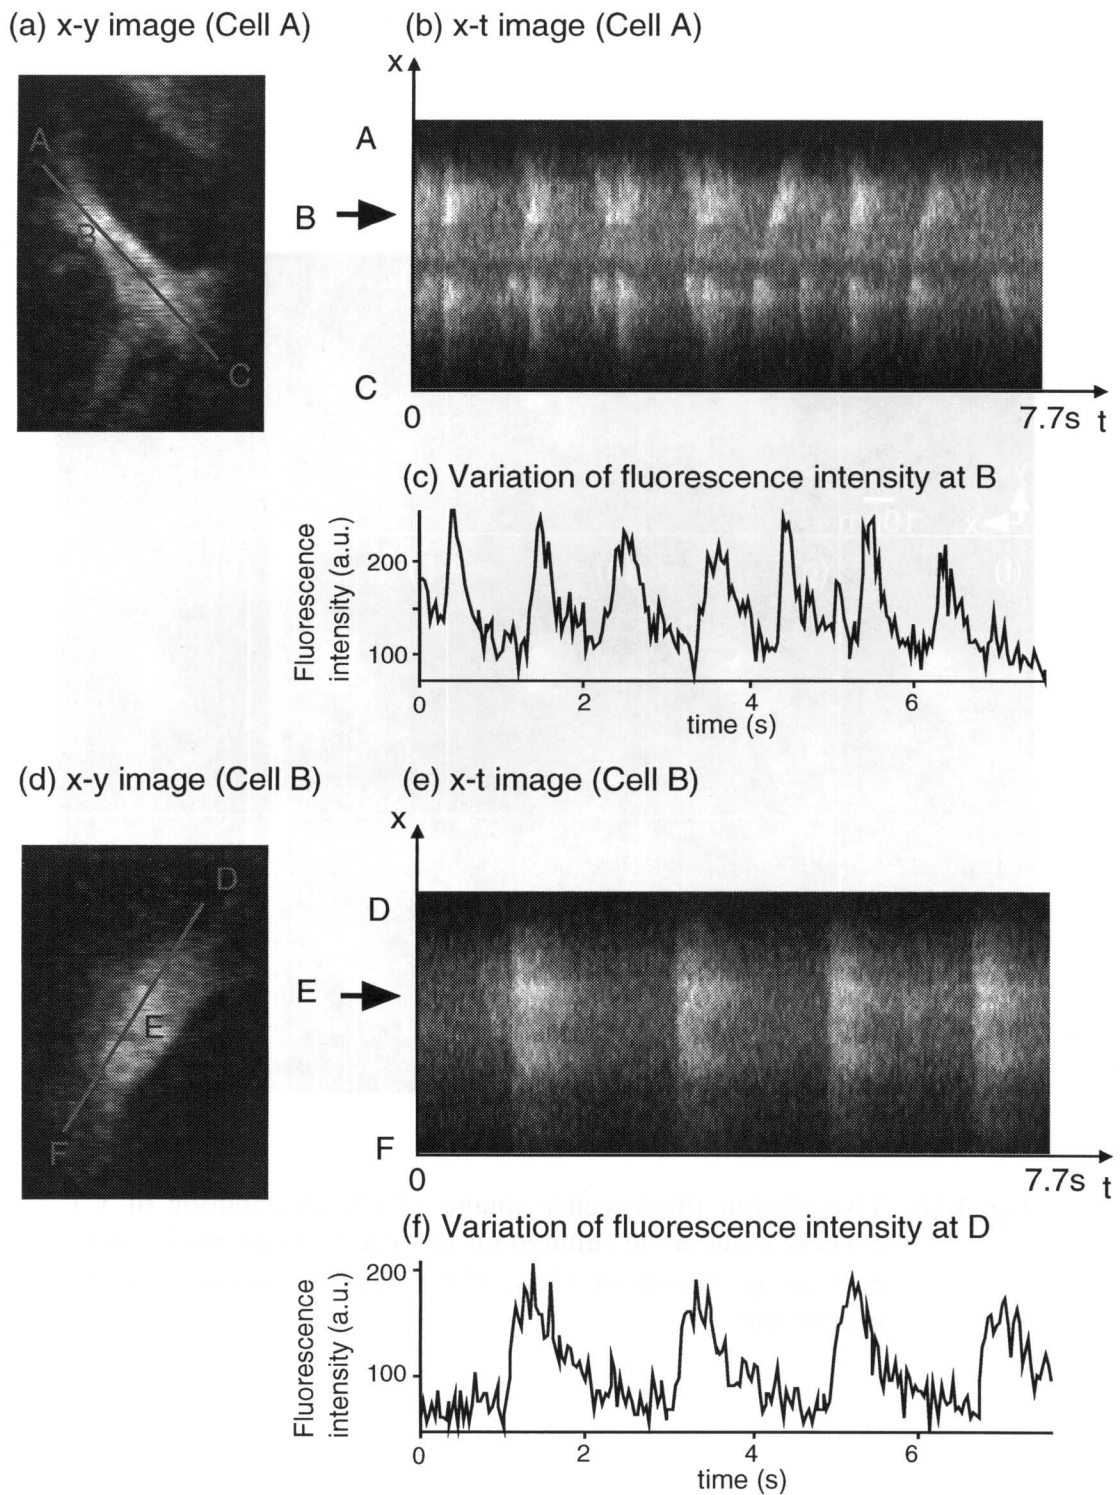 (a) x-y image (Cell A)
(b) x-t image (Cell A)
A
B
C
x
A
B
C
0
7.7s t
(c) Variation of fluorescence intensity at B
Fluorescence
intensity (a.u.)
200
100
0 2 4 6
time (s)
(d) x-y image (Cell B)
(e) x-t image (Cell B)
D
E
F
x
D
E
F
0
7.7s t
(f) Variation of fluorescence intensity at D
Fluorescence
intensity (a.u.)
200
100
0 2 4 6
time (s)